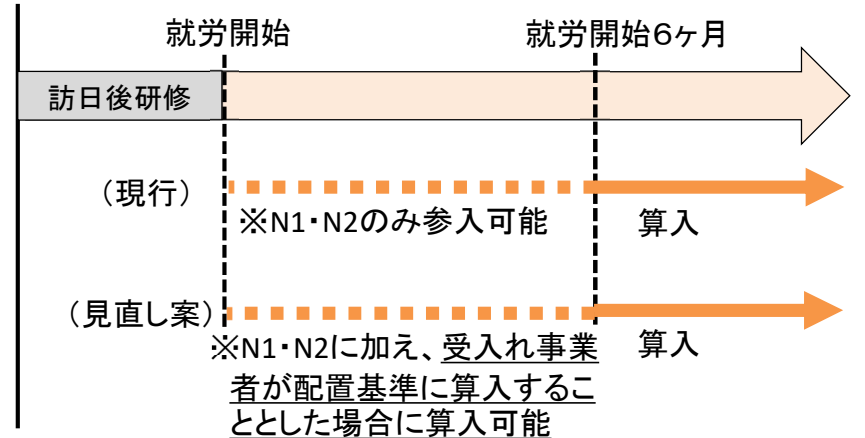 就労開始
就労開始6ヶ月
訪日後研修
（現行）
※N1・N2のみ参入可能
算入
（見直し案）
※N1・N2に加え、受入れ事業
者が配置基準に算入するこ
ととした場合に算入可能
算入